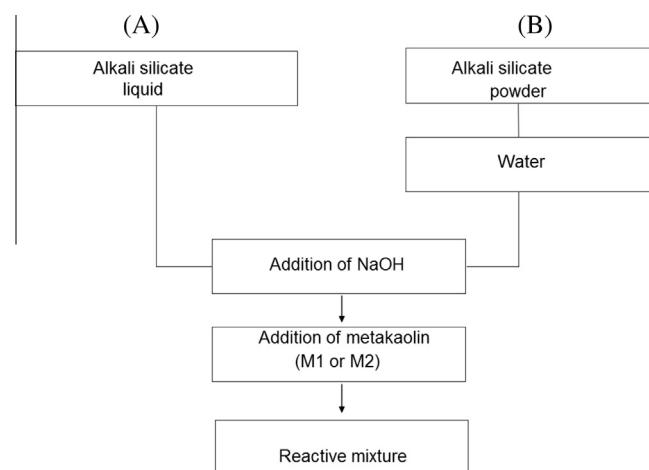 (A)
(B)
Alkali silicate
liquid
Alkali silicate
powder
Water
Addition of NaOH
Addition of metakaolin
(M1 or M2)
Reactive mixture